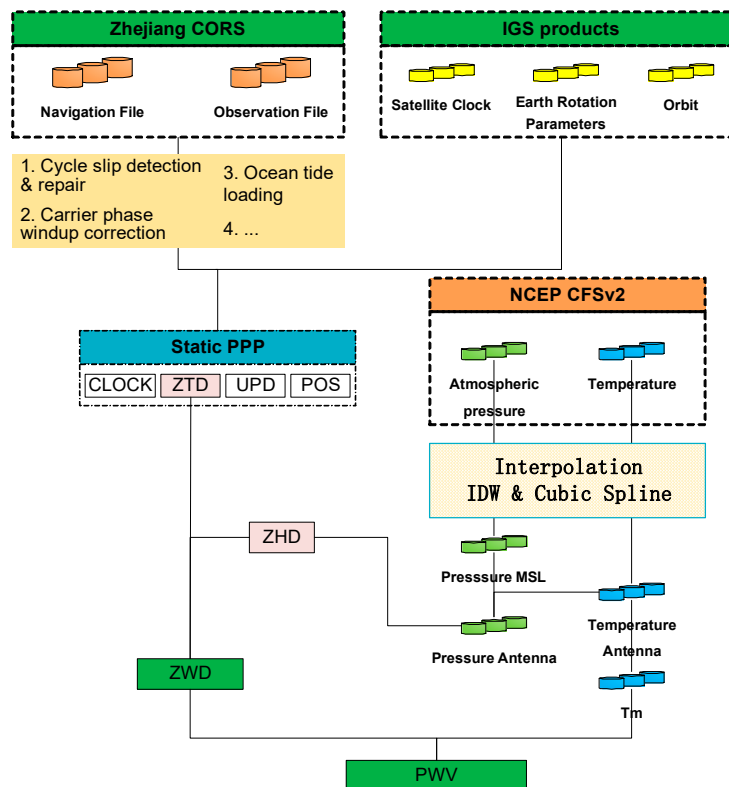 Zhejiang CORS
Navigation File
Observation File
IGS products
Satellite Clock
Earth Rotation
Parameters
Orbit
1. Cycle slip detection
& repair
2. Carrier phase
windup correction
3. Ocean tide
loading
4. ...
NCEP CFSv2
Atmospheric
pressure
Temperature
Static PPP
CLOCK
ZTD
UPD
POS
Interpolation
IDW & Cubic Spline
ZHD
Presssure MSL
Pressure Antenna
Temperature
Antenna
ZWD
Tm
PWV